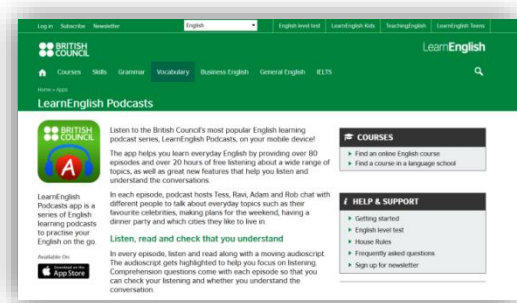 Log in Subscribe Newsletter English English level test LearnEnglish Kids TeachingEnglish LearnEnglish Teens
BRITISH COUNCIL LearnEnglish
Courses Skills Grammar Vocabulary Business English General English IELTS
Home » Apps
LearnEnglish Podcasts
BRITISH
COUNCIL
A
LearnEnglish
Podcasts app is a
series of English
learning podcasts
to practise your
English on the go.
Available On
Download on the
App Store
Listen to the British Council's most popular English learning
podcast series, LearnEnglish Podcasts, on your mobile device!
The app helps you learn everyday English by providing over 80
episodes and over 20 hours of free listening about a wide range of
topics, as well as great new features that help you listen and
understand the conversations.
In each episode, podcast hosts Tess, Ravi, Adam and Rob chat with
different people to talk about everyday topics such as their
favourite celebrities, making plans for the weekend, having a
dinner party and which cities they like to live in.
Listen, read and check that you understand
In every episode, listen and read along with a moving audioscript.
The audioscript gets highlighted to help you focus on listening.
Comprehension questions come with each episode so that you
can check your listening and whether you understand the
conversation.
COURSES
Find an online English course
Find a course in a language school
HELP & SUPPORT
Getting started
English level test
House Rules
Frequently asked questions
Sign up for newsletter